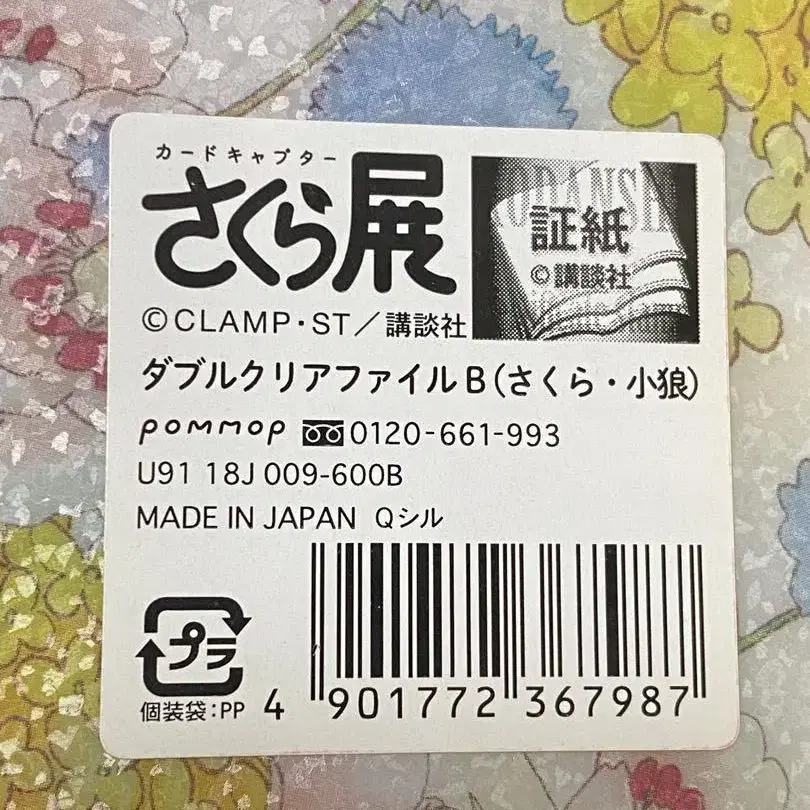 カードキャプター
さくら展
©CLAMP・ST／講談社
証紙
©講談社
ダブルクリアファイルB（さくら・小狼）
pommop 0120-661-993
U91 18J 009-600B
MADE IN JAPAN Qシル
プラ
個装袋：PP
4 901772 367987